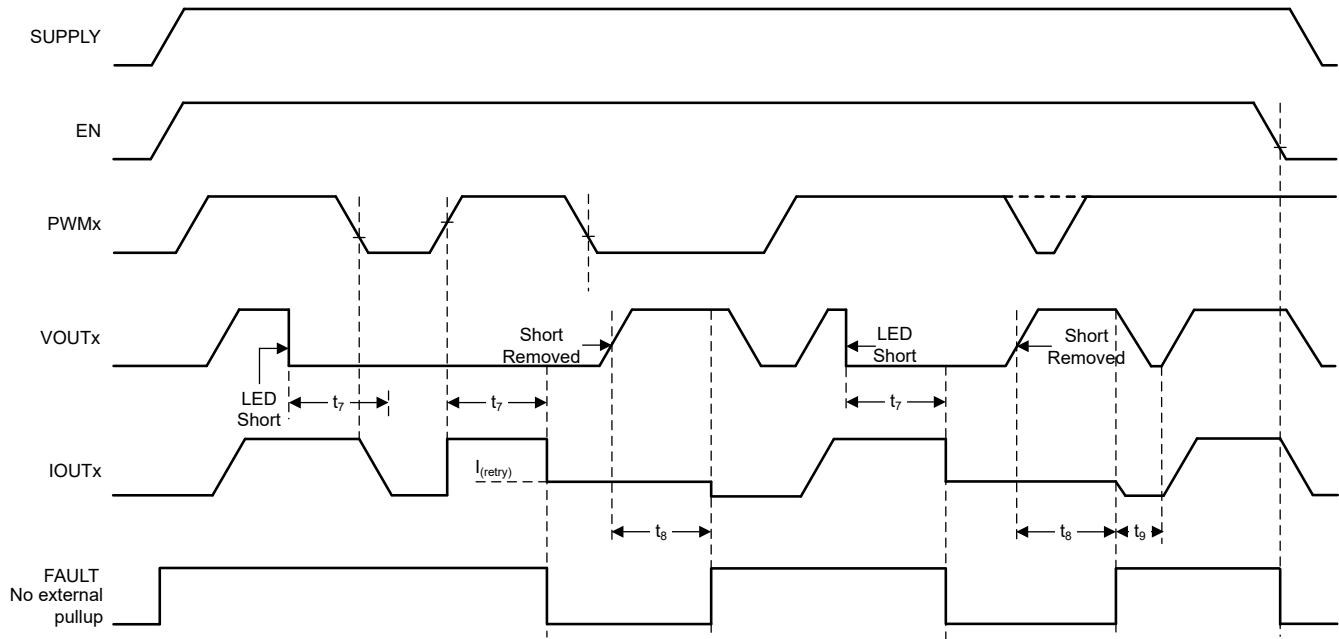 SUPPLY
EN
PWMx
VOUTx
LED
Short
t7
t7
Short
Removed
LED
Short
t7
Short
Removed
IOUTx
I(retry)
t8
t8
t9
FAULT
No external
pullup